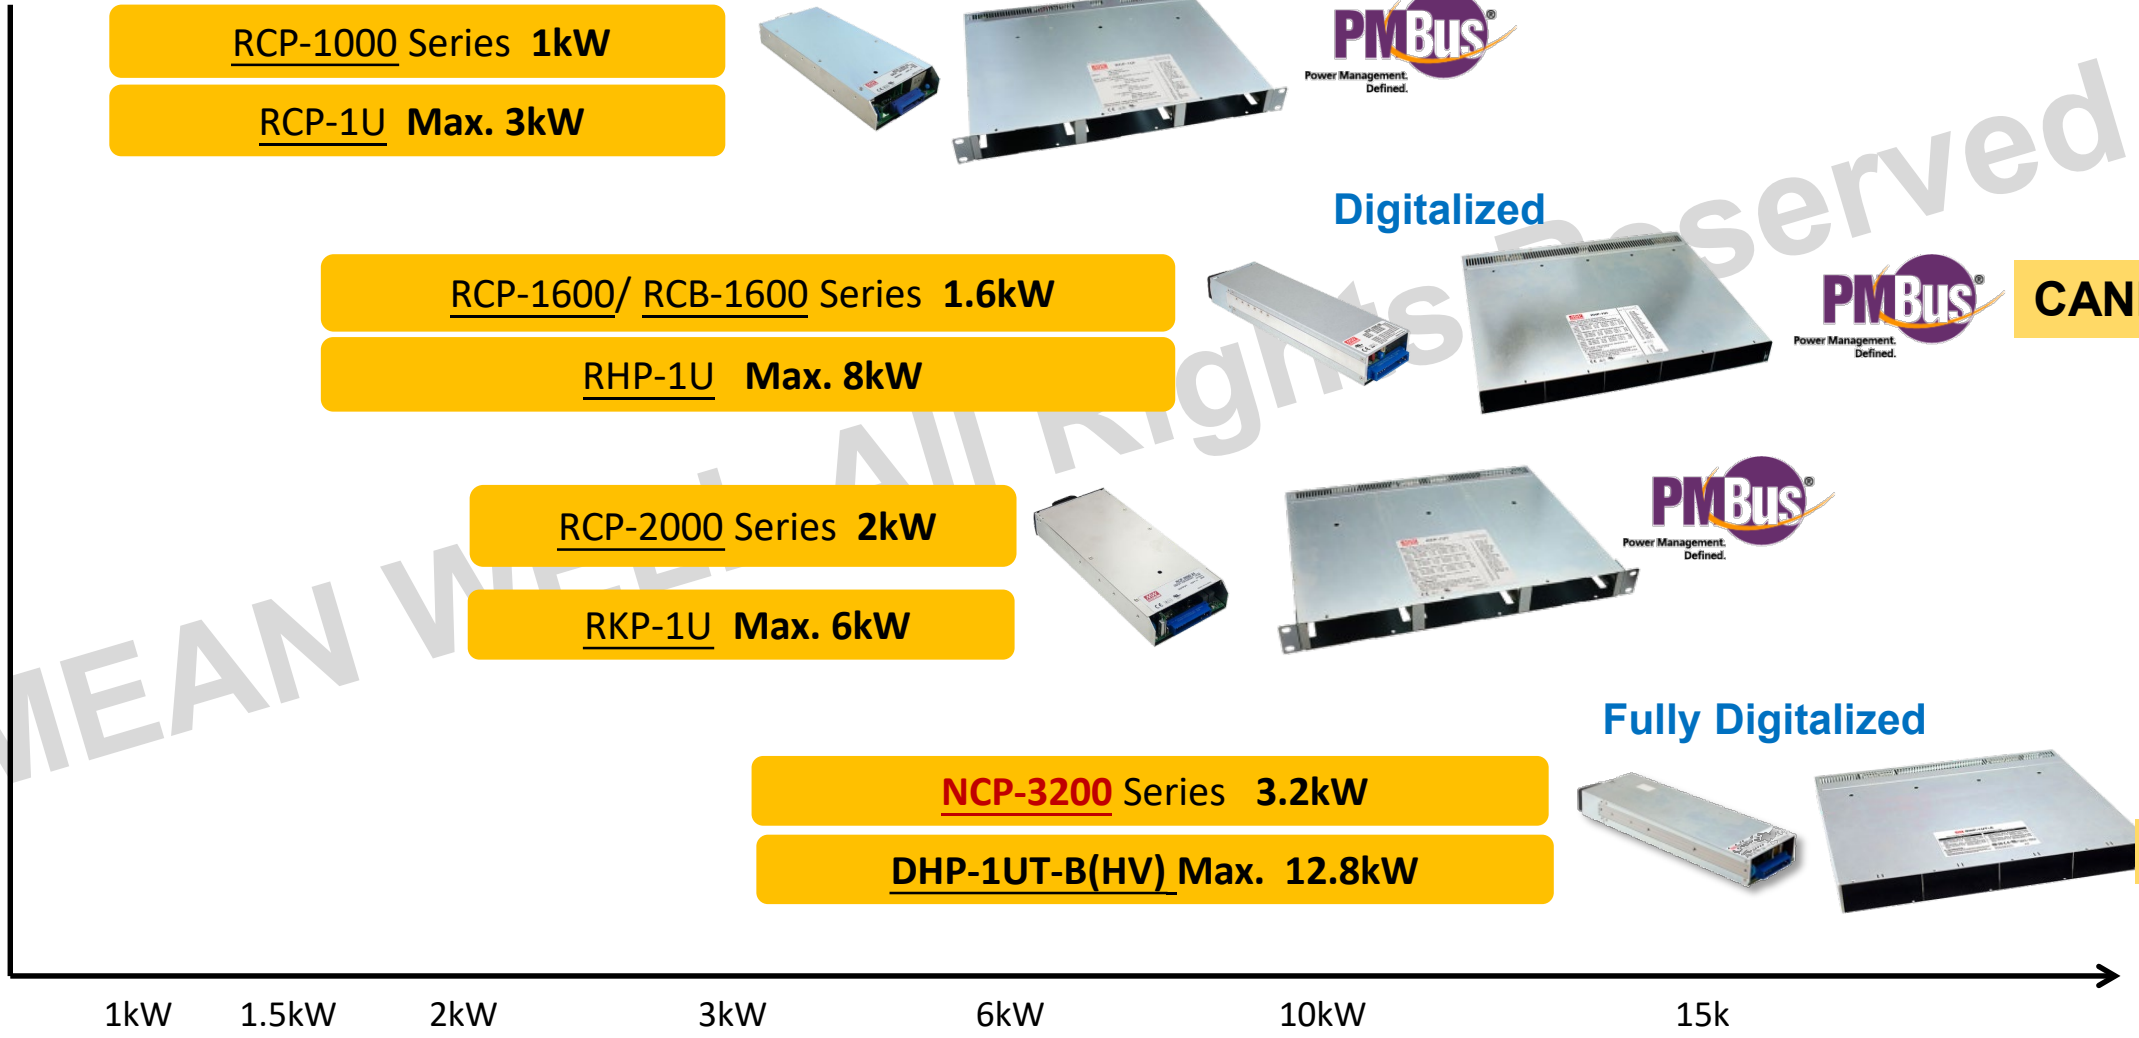 RCP-1000 Series 1kW
RCP-1U Max. 3kW
PMBus®
Power Management.
Defined.
Digitalized
RCP-1600/ RCB-1600 Series 1.6kW
RHP-1U Max. 8kW
PMBus®
Power Management.
Defined.
CAN
RCP-2000 Series 2kW
RKP-1U Max. 6kW
PMBus®
Power Management.
Defined.
Fully Digitalized
NCP-3200 Series 3.2kW
DHP-1UT-B(HV) Max. 12.8kW
1kW 1.5kW 2kW 3kW 6kW 10kW 15k
MEAN WELL All Rights Reserved